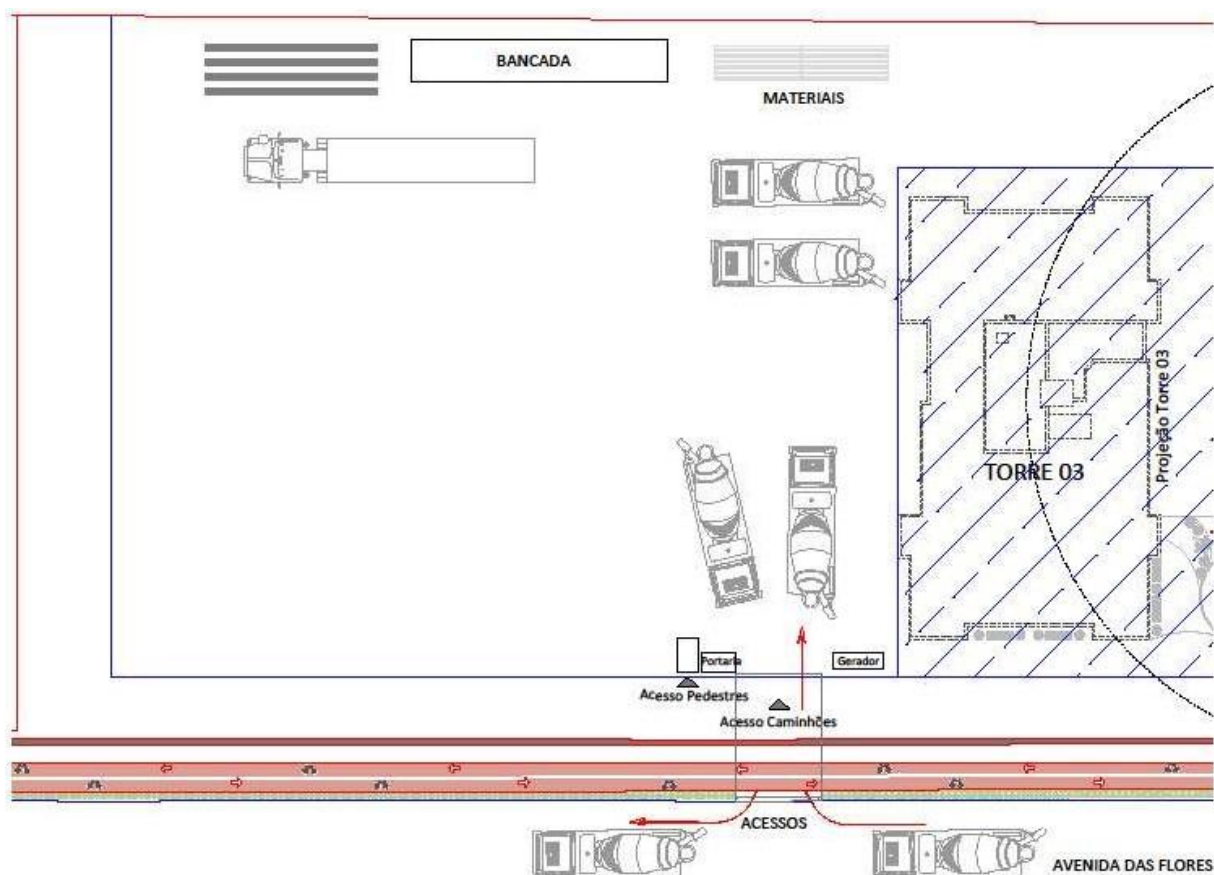 BANCADA
MATERIAIS
TORRE 03
Projeção Torre 03
Portaria
Gerador
Acesso Pedestres
Acesso Caminhões
ACESSOS
AVENIDA DAS FLORES